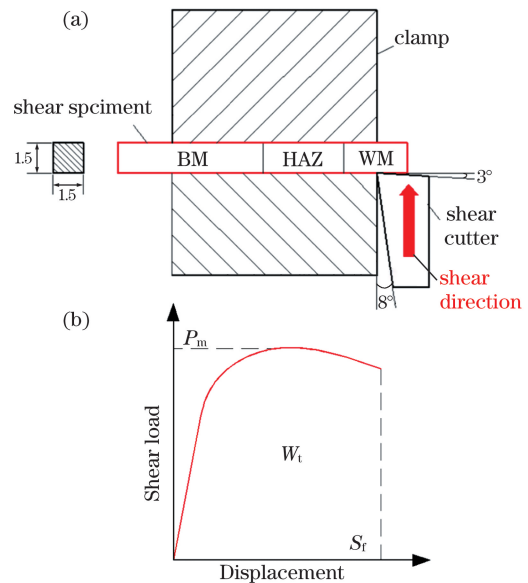 (a)
clamp
shear spciment
1.5
1.5
BM
HAZ
WM
3°
shear
cutter
shear
direction
8°
(b)
Pm
Shear load
Wt
Sf
Displacement